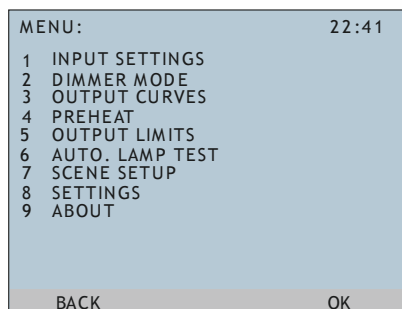 MENU: 22:41
1 INPUT SETTINGS
2 DIMMER MODE
3 OUTPUT CURVES
4 PREHEAT
5 OUTPUT LIMITS
6 AUTO. LAMP TEST
7 SCENE SETUP
8 SETTINGS
9 ABOUT
BACK OK